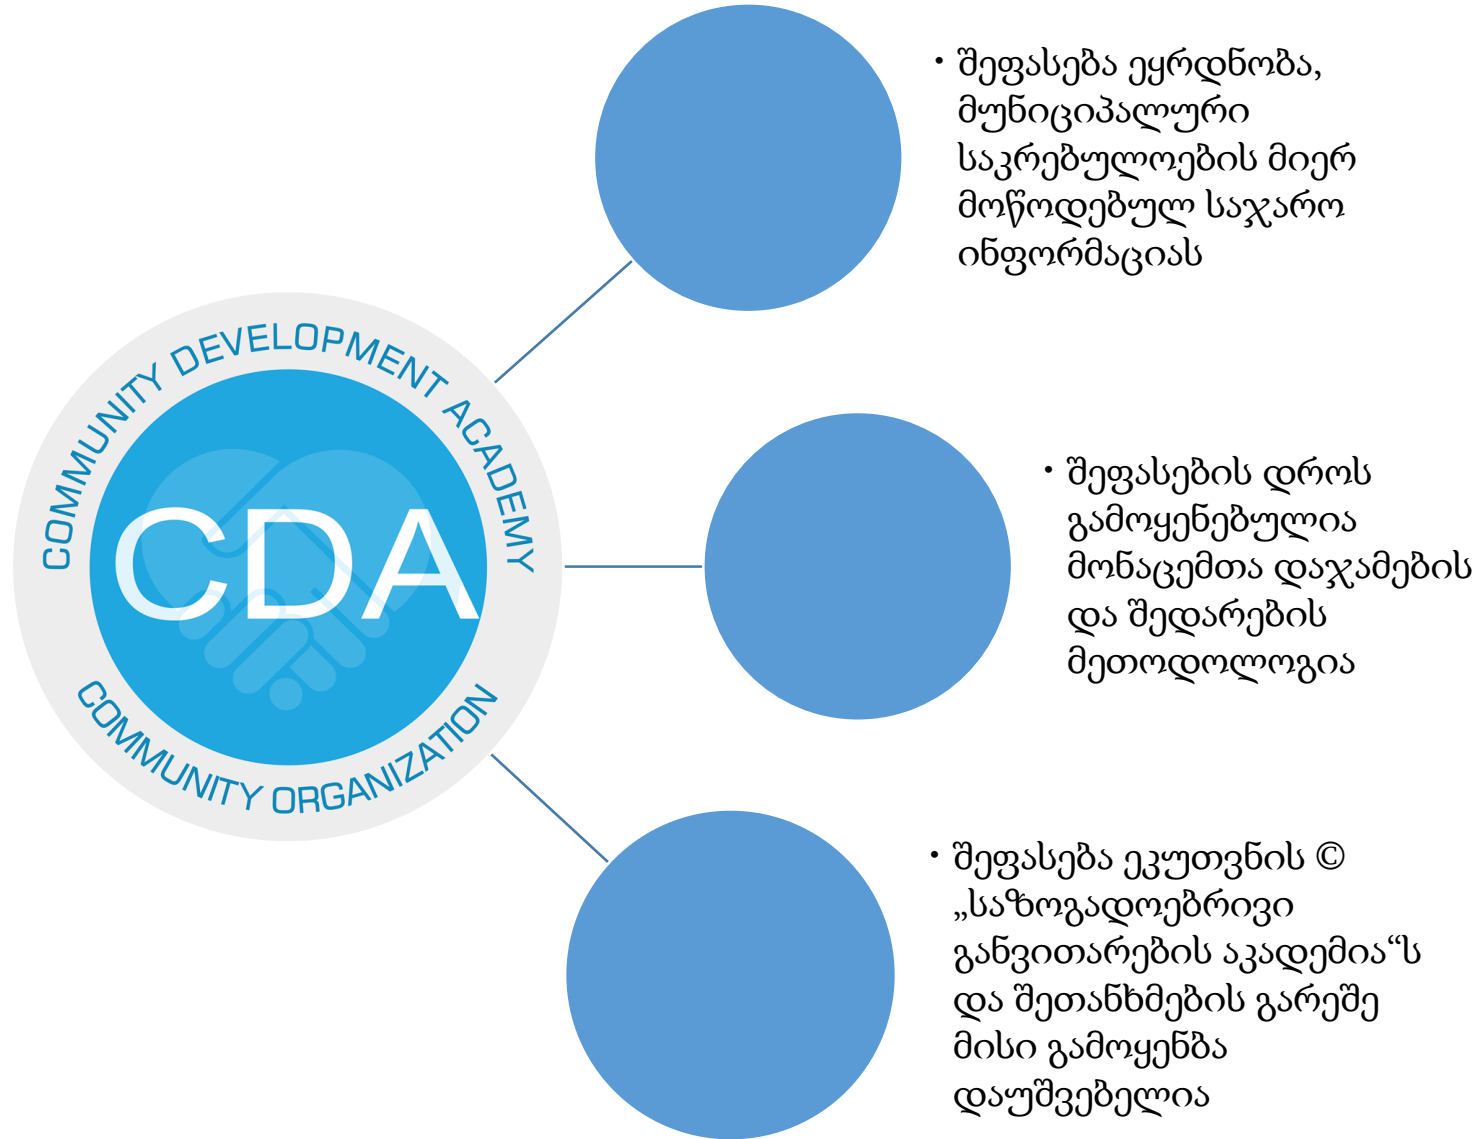 COMMUNITY DEVELOPMENT ACADEMY
CDA
COMMUNITY ORGANIZATION
• შეფასება ეყრდნობა,
მუნიციპალური
საკრებულოების მიერ
მოწოდებულ საჯარო
ინფორმაციას
• შეფასების დროს
გამოყენებულია
მონაცემთა დაჯამების
და შედარების
მეთოდოლოგია
• შეფასება ეკუთვნის ©
„საზოგადოებრივი
განვითარების აკადემია“ს
და შეთანხმების გარეშე
მისი გამოყენბა
დაუშვებელია